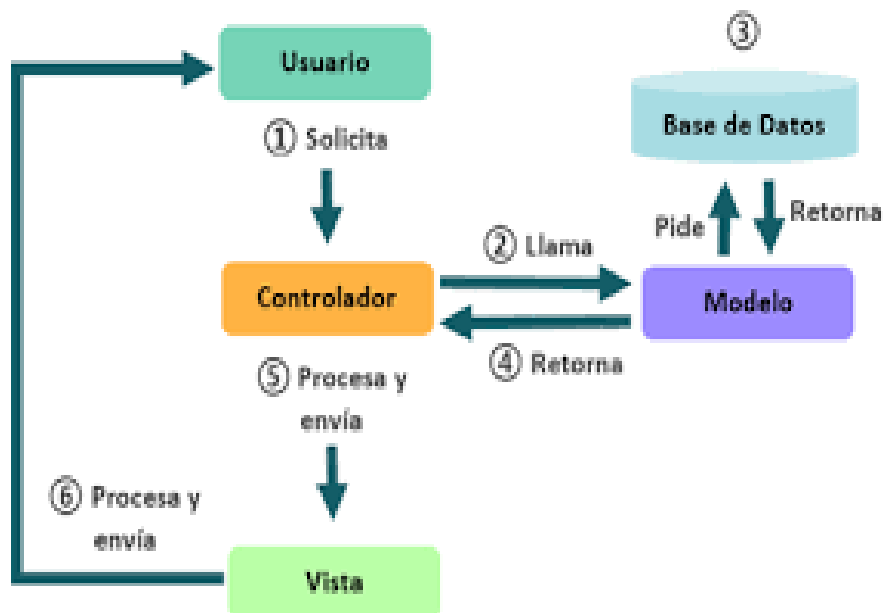 ③
Usuario
Base de Datos
① Solicita
Pide
Retorna
② Llama
Controlador
Modelo
④ Retorna
⑤ Procesa y
envía
⑥ Procesa y
envía
Vista